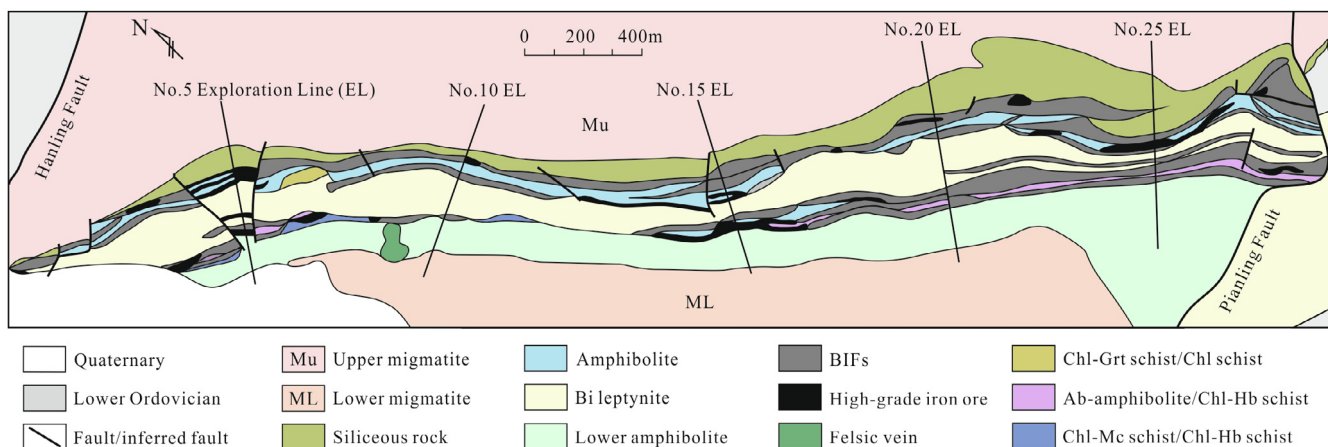 N
0 200 400m
No.20 EL
No.25 EL
No.5 Exploration Line (EL)
No.10 EL
No.15 EL
Mu
Hanling Fault
Pianling Fault
ML
Quaternary
Mu Upper migmatite
Amphibolite
BIFs
Chl-Grt schist/Chl schist
Lower Ordovician
ML Lower migmatite
Bi leptynite
High-grade iron ore
Ab-amphibolite/Chl-Hb schist
Fault/inferred fault
Siliceous rock
Lower amphibolite
Felsic vein
Chl-Mc schist/Chl-Hb schist